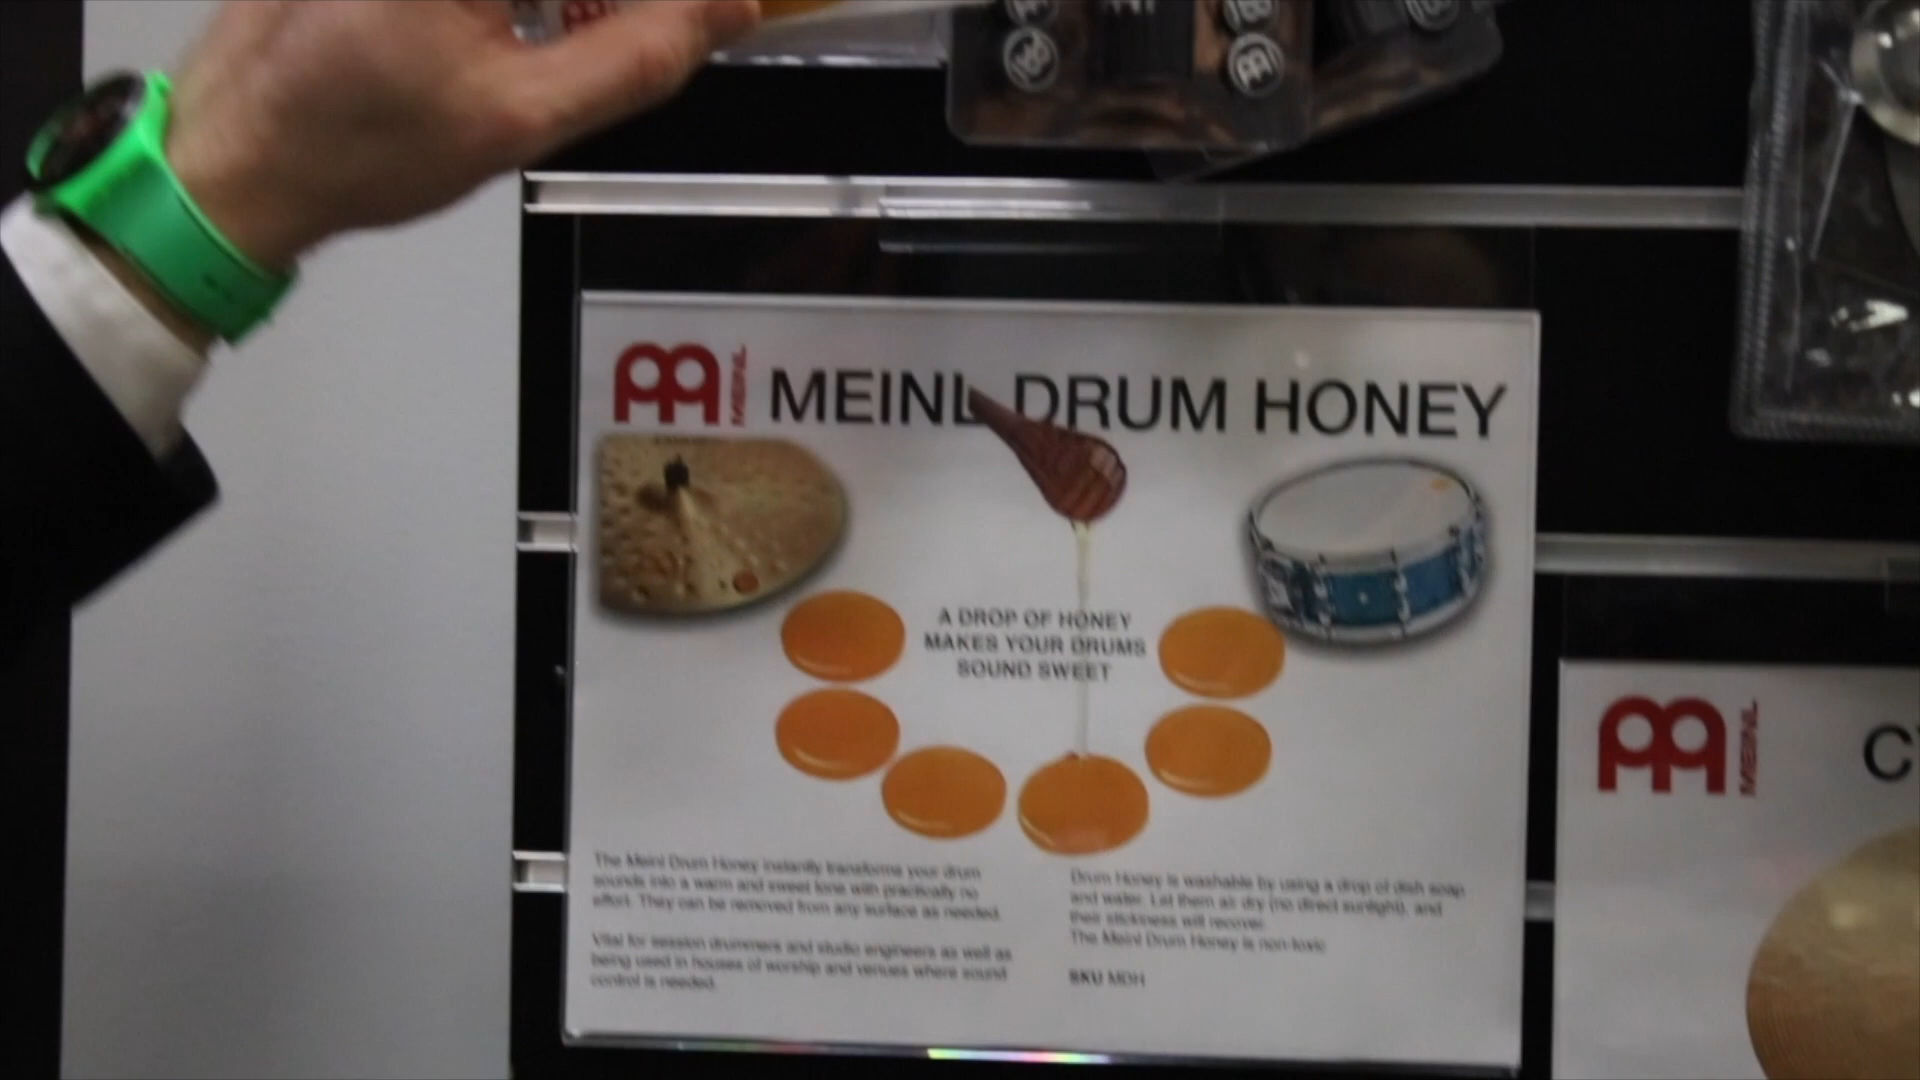 MEINL
MEINL DRUM HONEY
A DROP OF HONEY
MAKES YOUR DRUMS
SOUND SWEET
The Meinl Drum Honey instantly transforms your drum
sounds into a warm and sweet tone with practically no
effort. They can be removed from any surface as needed.
Vital for session drummers and studio engineers as well as
being used in houses of worship and venues where sound
control is needed.
Drum Honey is washable by using a drop of dish soap
and water. Let them air dry (no direct sunlight), and
their stickiness will recover.
The Meinl Drum Honey is non-toxic
SKU MDH
MEINL